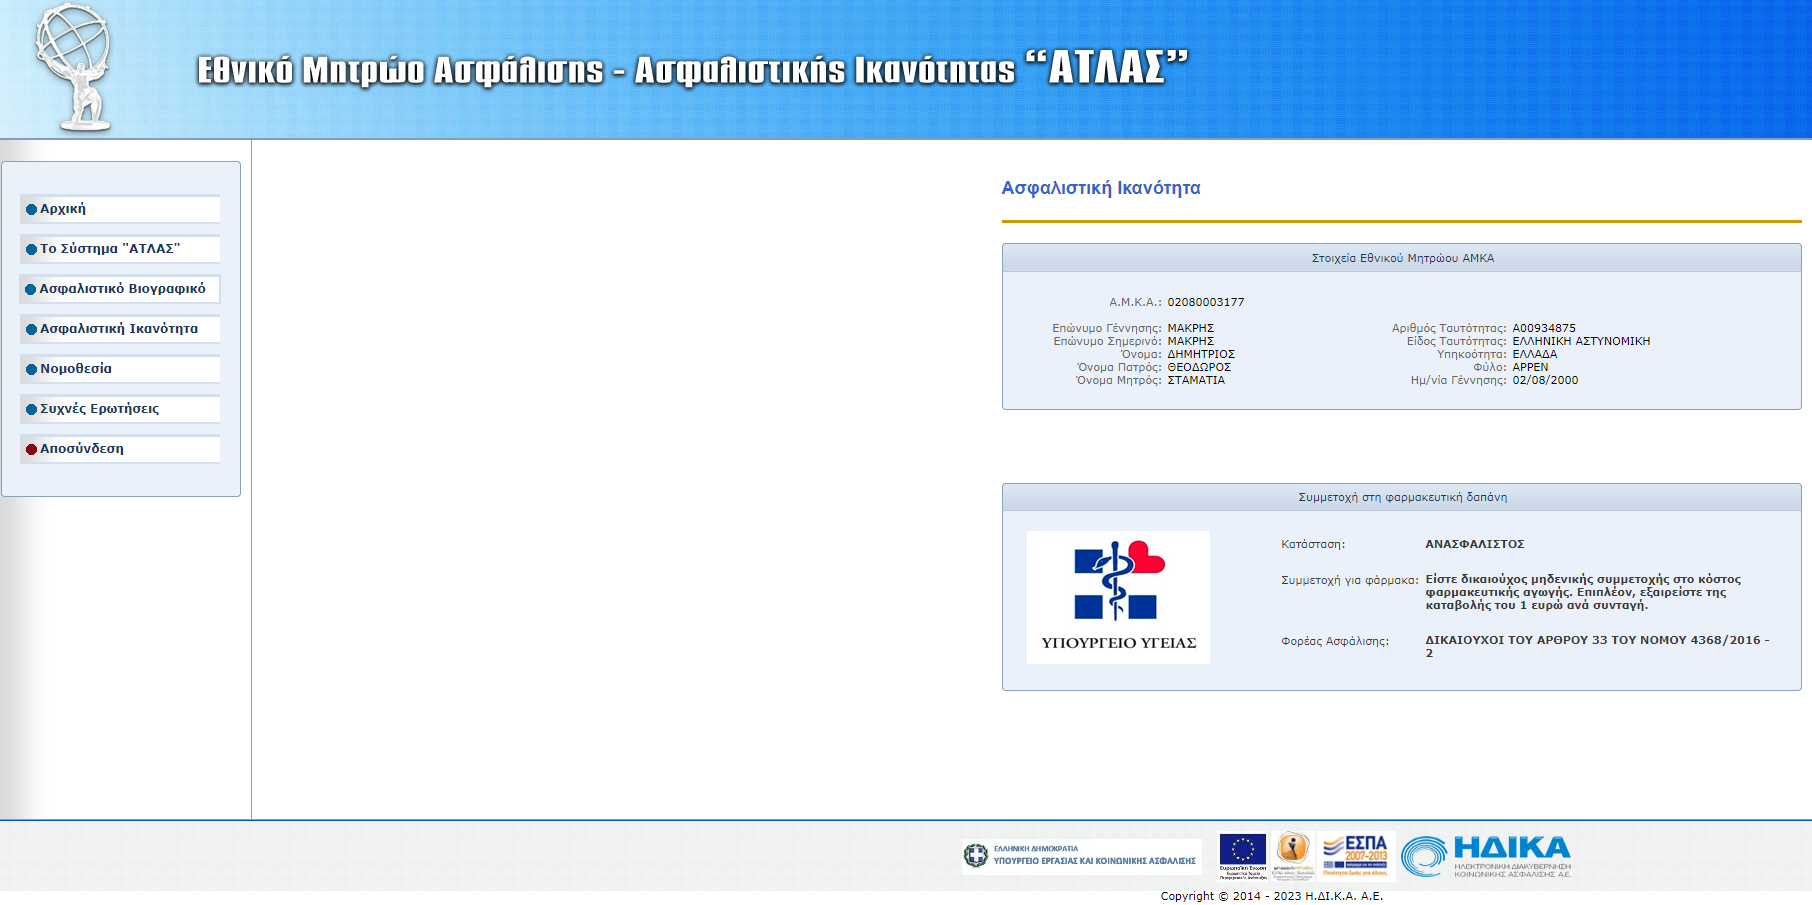 Εθνικό Μητρώο Ασφάλισης - Ασφαλιστικής Ικανότητας “ΑΤΛΑΣ”
Αρχική
Το Σύστημα "ΑΤΛΑΣ"
Ασφαλιστικό Βιογραφικό
Ασφαλιστική Ικανότητα
Νομοθεσία
Συχνές Ερωτήσεις
Αποσύνδεση
Ασφαλιστική Ικανότητα
Στοιχεία Εθνικού Μητρώου ΑΜΚΑ
Α.Μ.Κ.Α.: 02080003177
Επώνυμο Γέννησης: ΜΑΚΡΗΣ
Επώνυμο Σημερινό: ΜΑΚΡΗΣ
Όνομα: ΔΗΜΗΤΡΙΟΣ
Όνομα Πατρός: ΘΕΟΔΩΡΟΣ
Όνομα Μητρός: ΣΤΑΜΑΤΙΑ
Αριθμός Ταυτότητας: Α00934875
Είδος Ταυτότητας: ΕΛΛΗΝΙΚΗ ΑΣΤΥΝΟΜΙΚΗ
Υπηκοότητα: ΕΛΛΑΔΑ
Φύλο: ΑΡΡΕΝ
Ημ/νία Γέννησης: 02/08/2000
Συμμετοχή στη φαρμακευτική δαπάνη
ΥΠΟΥΡΓΕΙΟ ΥΓΕΙΑΣ
Κατάσταση: ΑΝΑΣΦΑΛΙΣΤΟΣ
Συμμετοχή για φάρμακα: Είστε δικαιούχος μηδενικής συμμετοχής στο κόστος
φαρμακευτικής αγωγής. Επιπλέον, εξαιρείστε της
καταβολής του 1 ευρώ ανά συνταγή.
Φορέας Ασφάλισης: ΔΙΚΑΙΟΥΧΟΙ ΤΟΥ ΑΡΘΡΟΥ 33 ΤΟΥ ΝΟΜΟΥ 4368/2016 -
2
ΕΛΛΗΝΙΚΗ ΔΗΜΟΚΡΑΤΙΑ
ΥΠΟΥΡΓΕΙΟ ΕΡΓΑΣΙΑΣ ΚΑΙ ΚΟΙΝΩΝΙΚΗΣ ΑΣΦΑΛΙΣΗΣ
Ευρωπαϊκή Ένωση
ΕΣΠΑ
2007-2013
ΗΔΙΚΑ
ΗΛΕΚΤΡΟΝΙΚΗ ΔΙΑΚΥΒΕΡΝΗΣΗ
ΚΟΙΝΩΝΙΚΗΣ ΑΣΦΑΛΙΣΗΣ Α.Ε.
Copyright © 2014 - 2023 Η.ΔΙ.Κ.Α. Α.Ε.